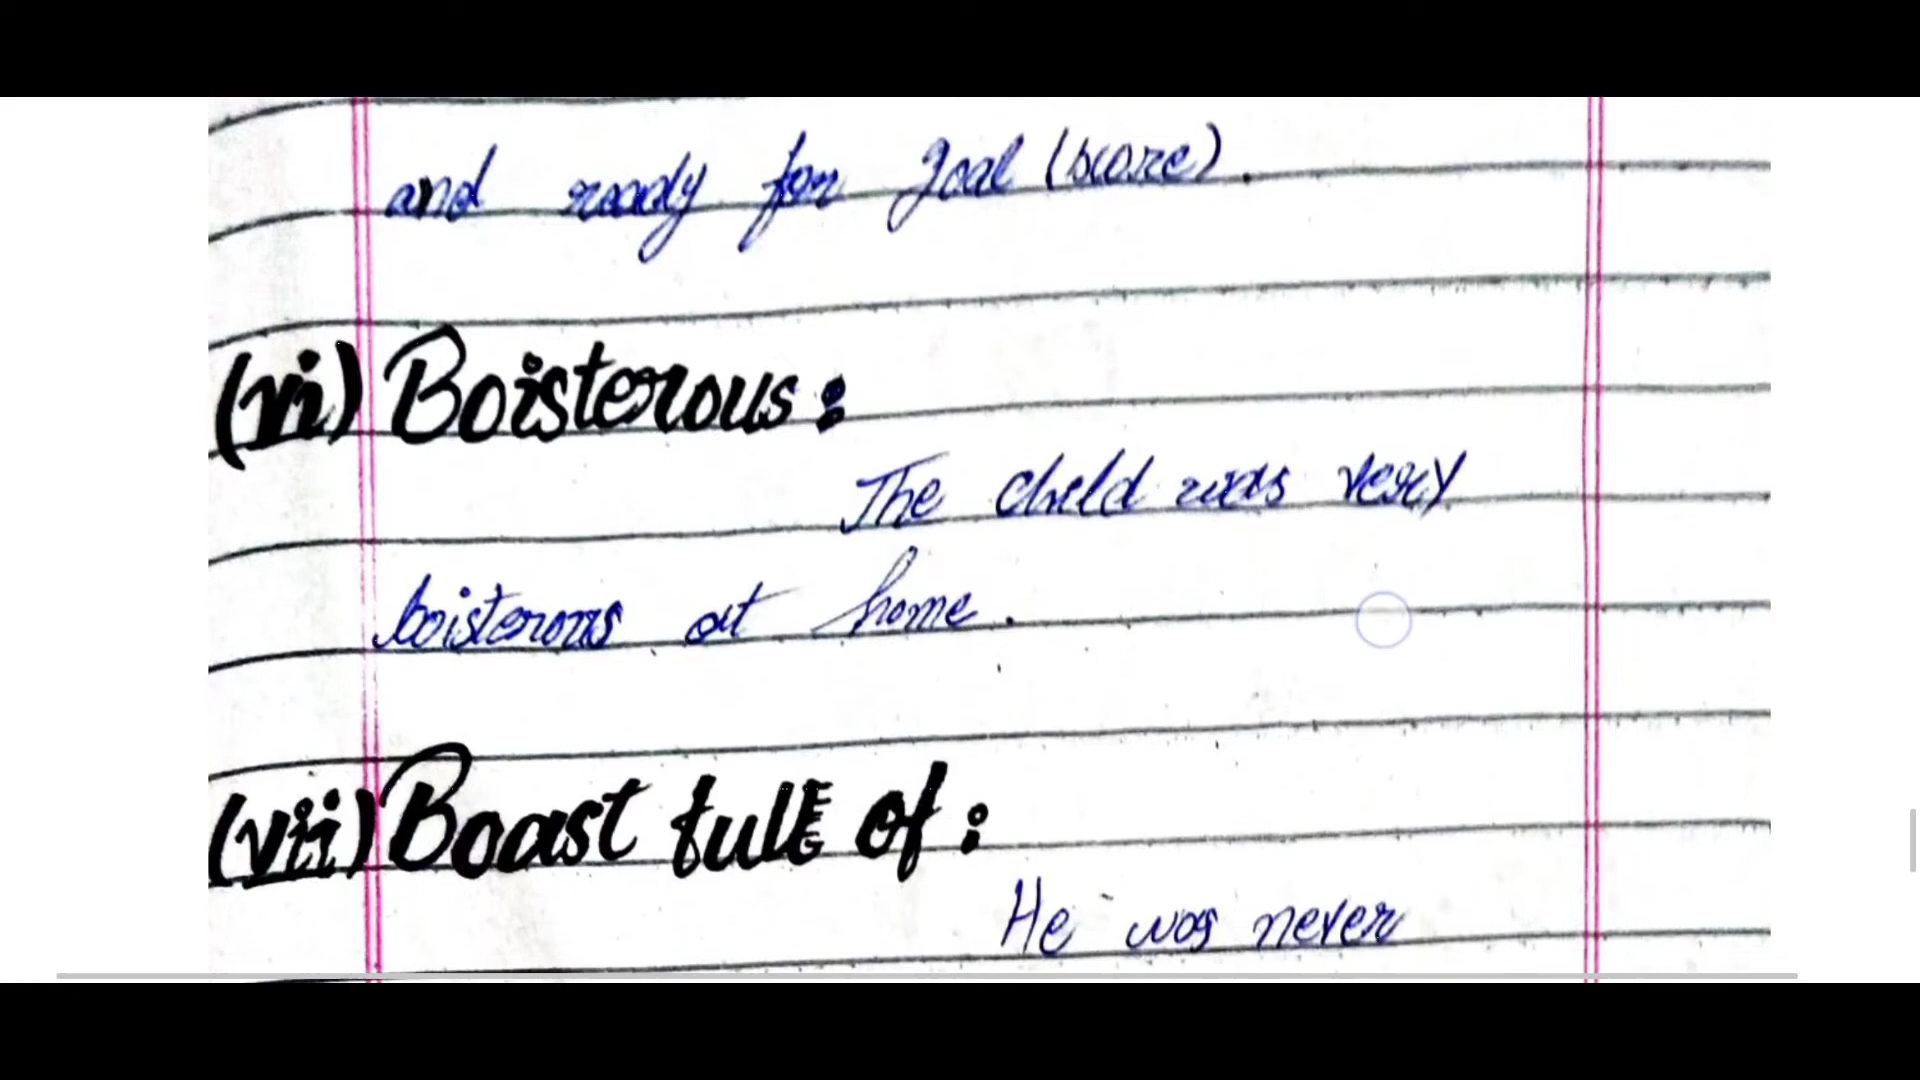 and ready for goal (score).
(vi) Boisterous:
The child was very
boisterous at home.
(vii) Boast full of:
He was never